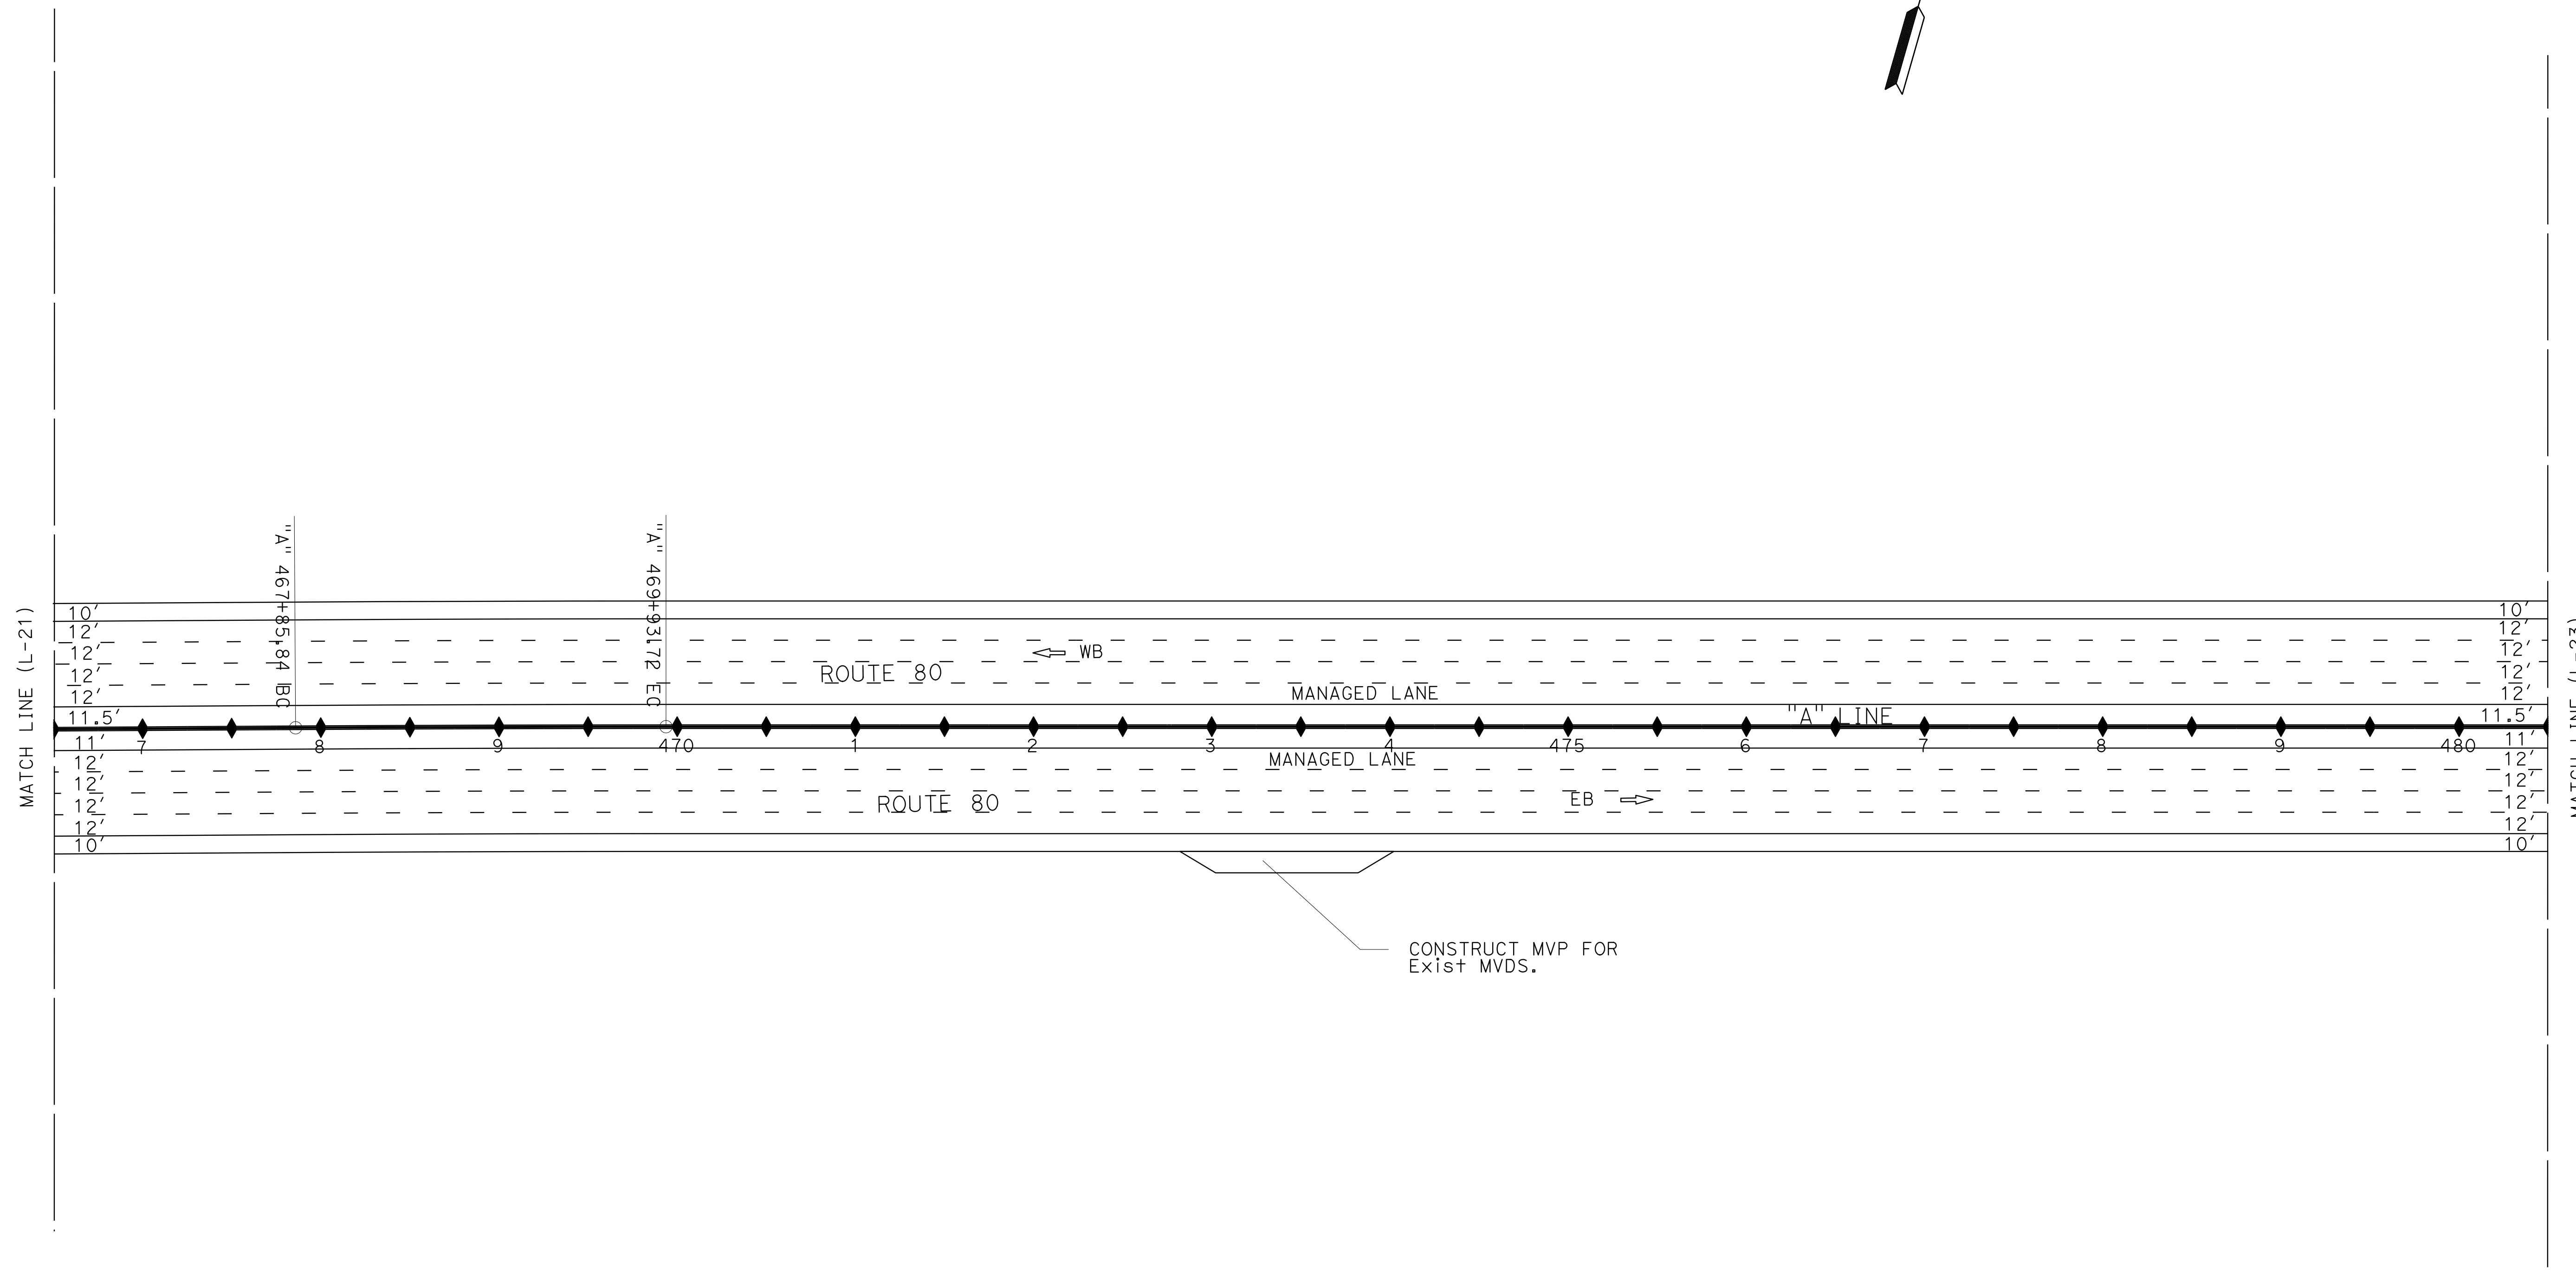 MATCH LINE (L-21)
"A" 467+85.84 BC
"A" 469+93.72 EC
10' 10'
12' 12'
12' WB 12'
12' ROUTE 80 12'
12' MANAGED LANE 12'
11.5' "A" LINE 11.5'
11' 7 8 9 470 1 2 3 4 475 6 7 8 9 480 11'
12' MANAGED LANE 12'
12' 12'
12' ROUTE 80 EB 12'
12' 12'
10' 10'
CONSTRUCT MVP FOR
Exist MVDS.
MATCH LINE (L-23)